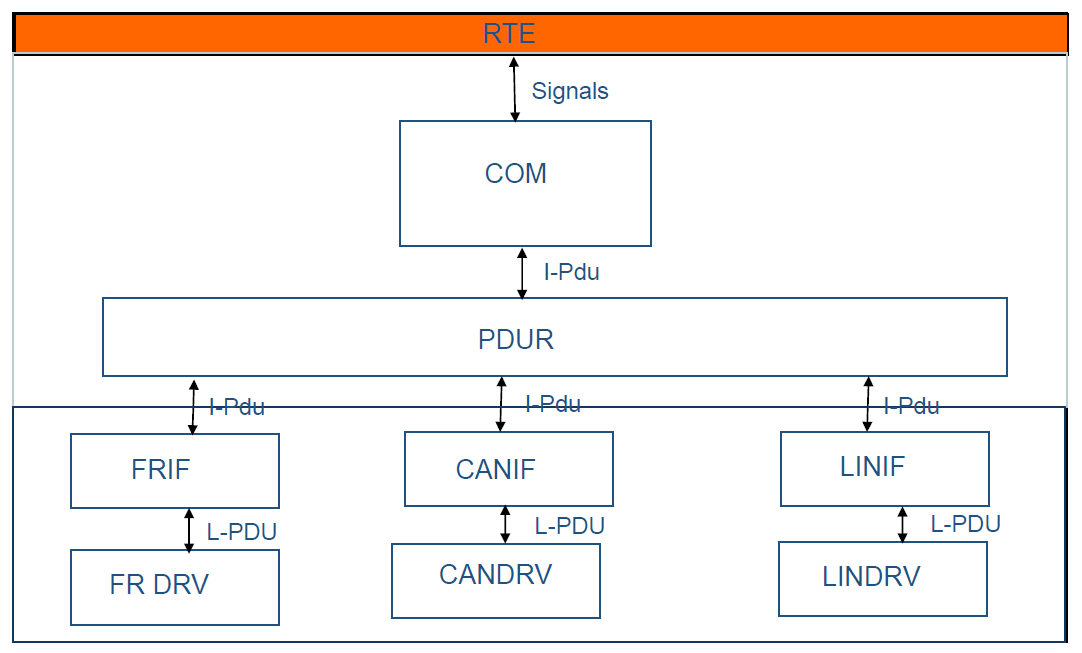 RTE
Signals
COM
I-Pdu
PDUR
I-Pdu
I-Pdu
I-Pdu
FRIF
CANIF
LINIF
L-PDU
L-PDU
L-PDU
FR DRV
CANDRV
LINDRV